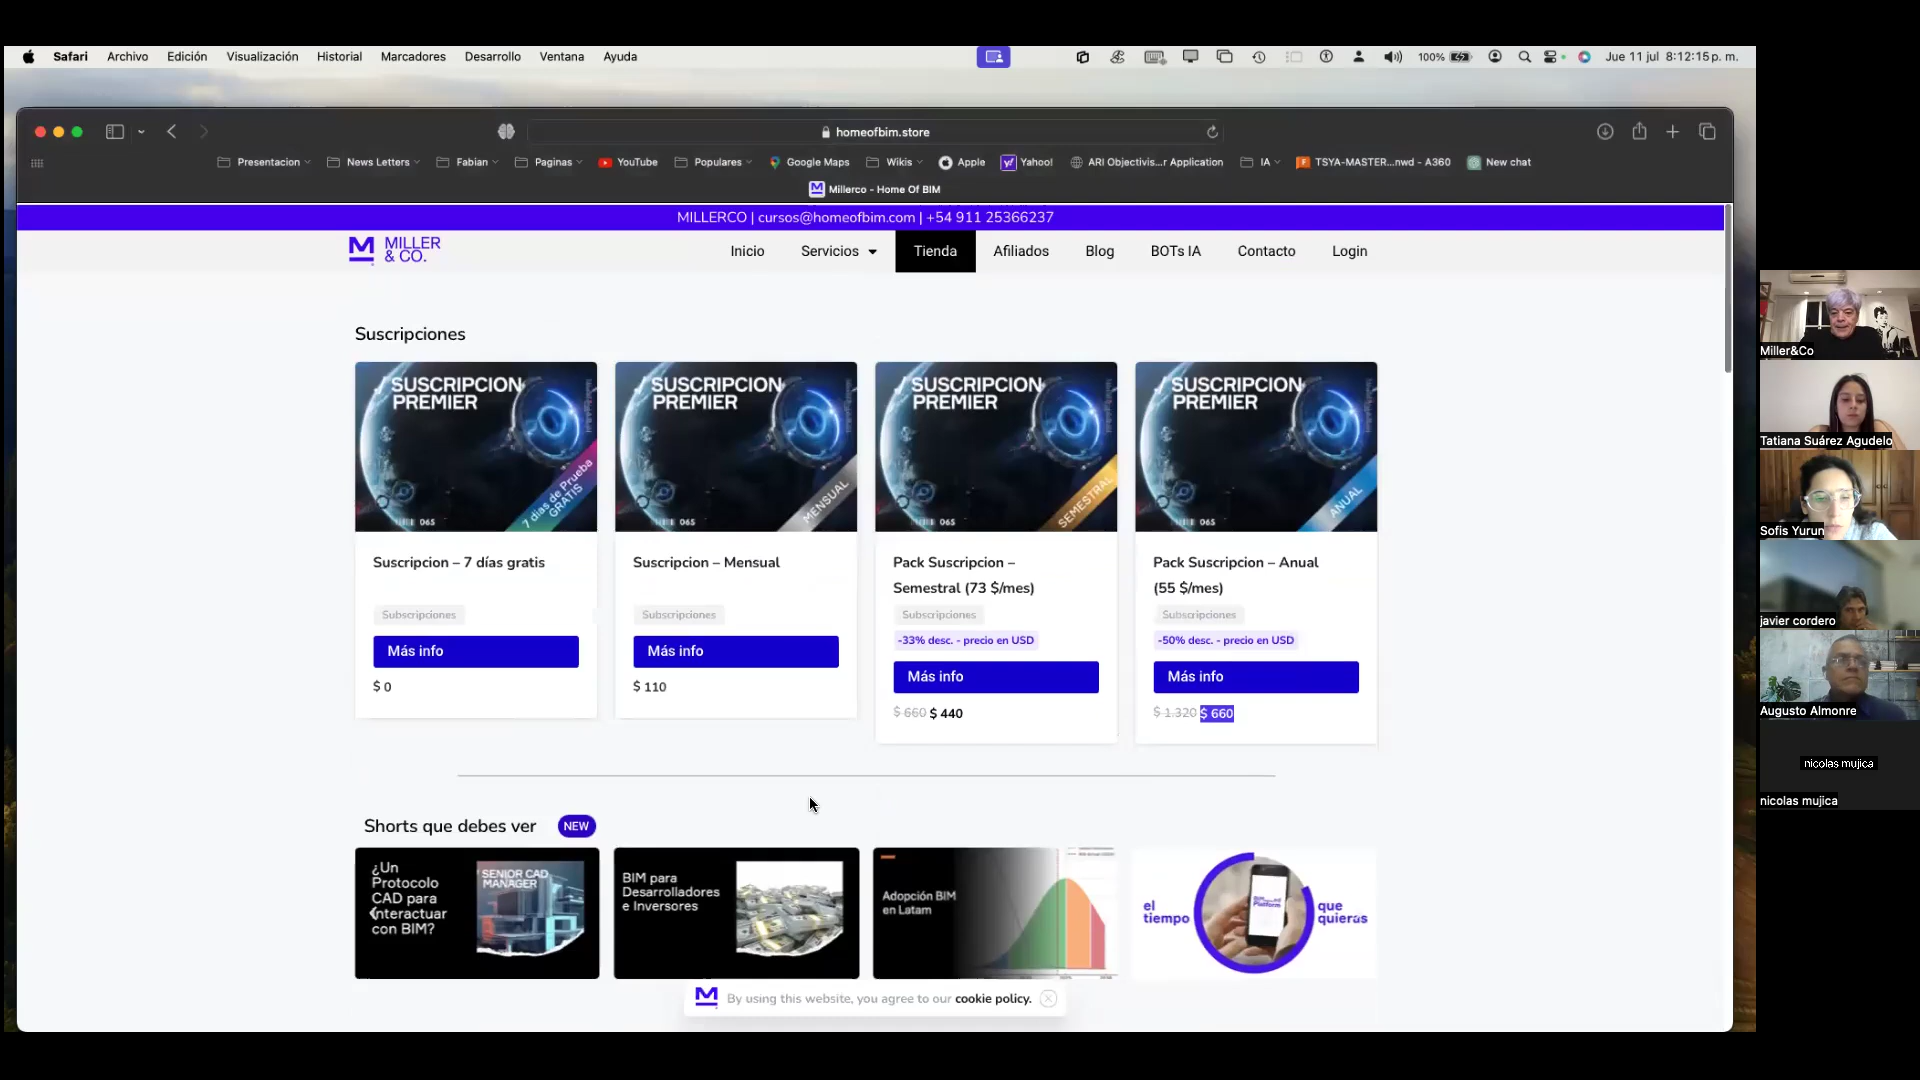 Safari Archivo Edición Visualización Historial Marcadores Desarrollo Ventana Ayuda 100% Jue 11 jul 8:12:15 p. m.
homeofbim.store
Presentacion News Letters Fabian Paginas YouTube Populares Google Maps Wikis Apple Yahoo! ARI Objectivis...r Application IA TSYA-MASTER...nwd - A360 New chat
Millerco - Home Of BIM
MILLERCO | cursos@homeofbim.com | +54 911 25366237
MILLER
& CO.
Inicio Servicios Tienda Afiliados Blog BOTs IA Contacto Login
Suscripciones
SUSCRIPCION
PREMIER
7 días de Prueba
GRATIS
SUSCRIPCION
PREMIER
MENSUAL
SUSCRIPCION
PREMIER
SEMESTRAL
SUSCRIPCION
PREMIER
ANUAL
Suscripcion – 7 días gratis
Subscripciones
Más info
$ 0
Suscripcion – Mensual
Subscripciones
Más info
$ 110
Pack Suscripcion –
Semestral (73 $/mes)
Subscripciones
-33% desc. - precio en USD
Más info
$ 660 $ 440
Pack Suscripcion – Anual
(55 $/mes)
Subscripciones
-50% desc. - precio en USD
Más info
$ 1.320 $ 660
Shorts que debes ver NEW
¿Un
Protocolo
CAD para
interactuar
con BIM?
SENIOR CAD
MANAGER
BIM para
Desarrolladores
e Inversores
Adopción BIM
en Latam
el
tiempo
que
quieras
By using this website, you agree to our cookie policy.
Miller&Co
Tatiana Suárez Agudelo
Sofis Yurun
javier cordero
Augusto Almonre
nicolas mujica
nicolas mujica